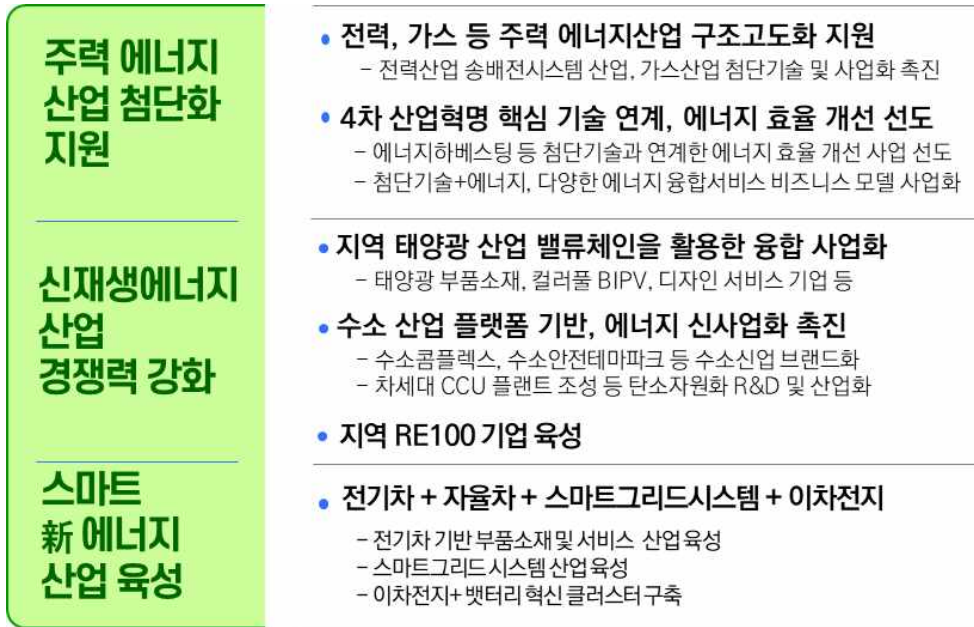 주력 에너지
산업 첨단화
지원
• 전력, 가스 등 주력 에너지산업 구조고도화 지원
– 전력산업 송배전시스템 산업, 가스산업 첨단기술 및 사업화 촉진
• 4차 산업혁명 핵심 기술 연계, 에너지 효율 개선 선도
– 에너지하베스팅 등 첨단기술과 연계한 에너지 효율 개선 사업 선도
– 첨단기술+에너지, 다양한 에너지 융합서비스 비즈니스 모델 사업화
신재생에너지
산업
경쟁력 강화
• 지역 태양광 산업 밸류체인을 활용한 융합 사업화
– 태양광 부품소재, 컬러풀 BIPV, 디자인 서비스 기업 등
• 수소 산업 플랫폼 기반, 에너지 신사업화 촉진
– 수소콤플렉스, 수소안전테마파크 등 수소신업 브랜드화
– 차세대 CCU 플랜트 조성 등 탄소자원화 R&D 및 산업화
• 지역 RE100 기업 육성
스마트
新 에너지
산업 육성
• 전기차 + 자율차 + 스마트그리드시스템 + 이차전지
– 전기차 기반 부품소재 및 서비스 산업 육성
– 스마트그리드 시스템 산업 육성
– 이차전지+ 뱃터리 혁신 클러스터 구축